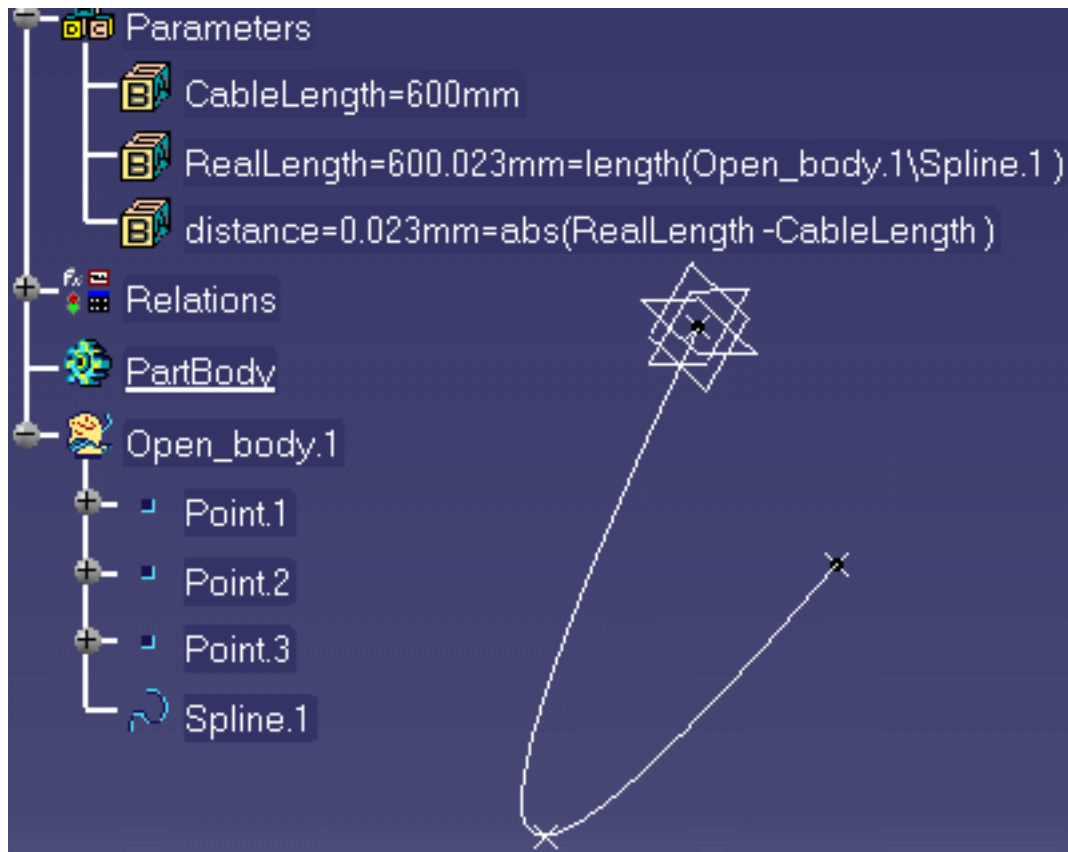 Parameters
CableLength=600mm
RealLength=600.023mm=length(Open_body.1\Spline.1 )
distance=0.023mm=abs(RealLength -CableLength )
Relations
PartBody
Open_body.1
Point.1
Point.2
Point.3
Spline.1